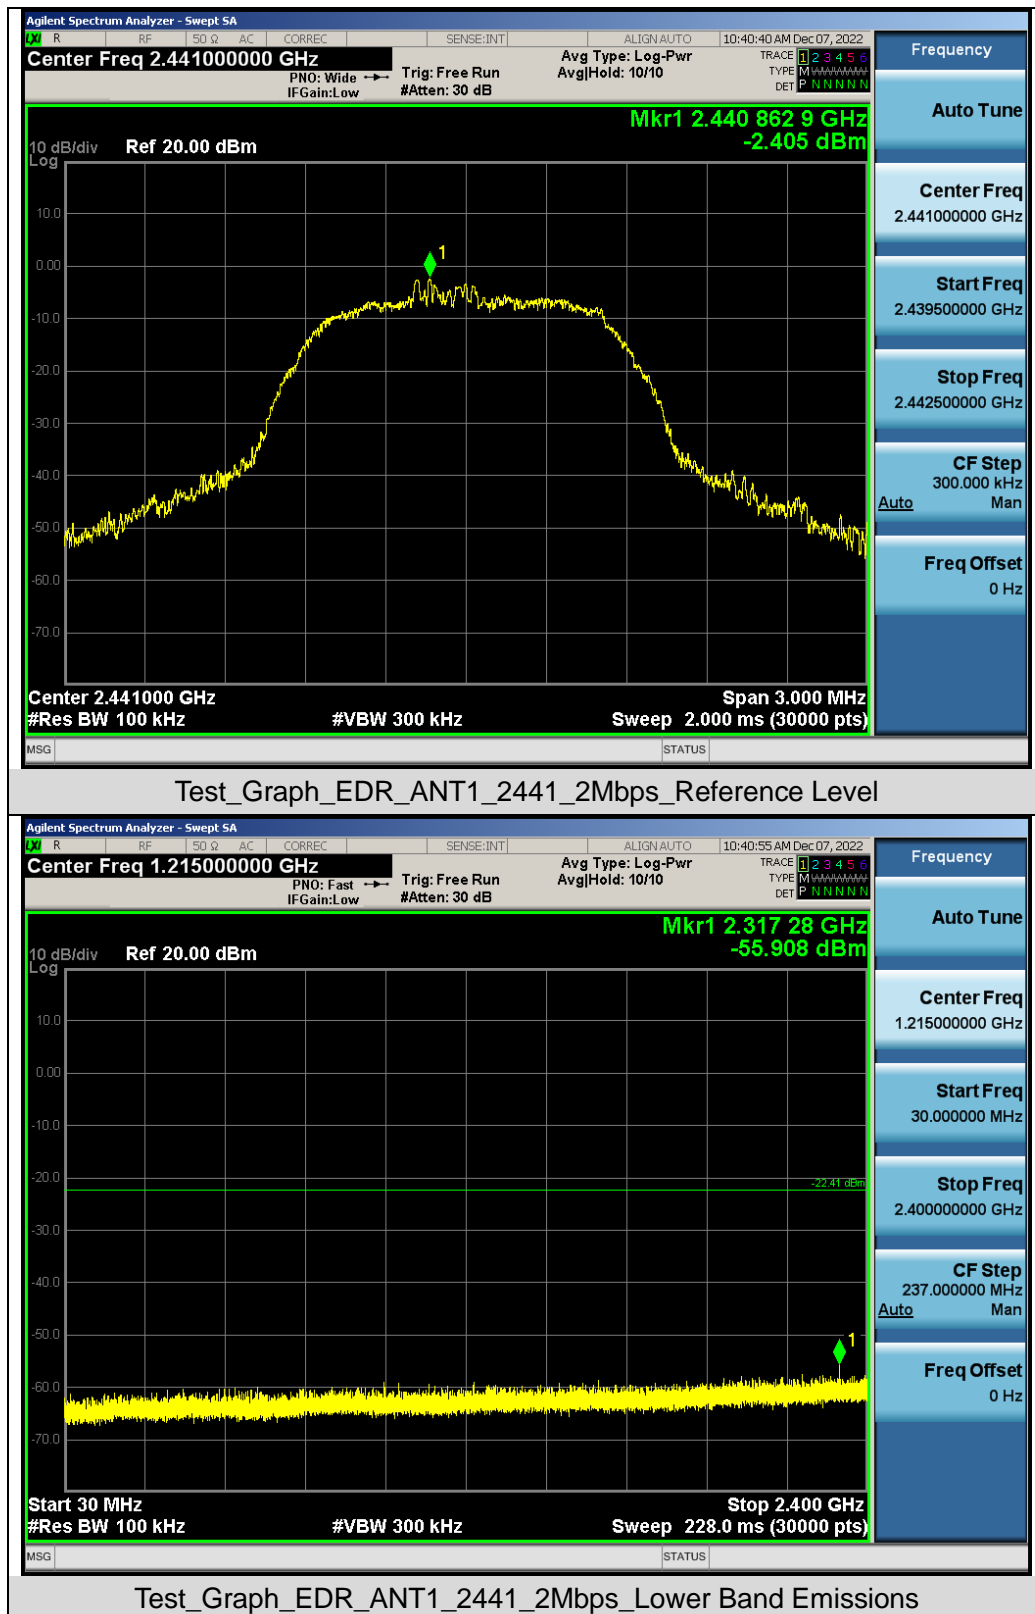 Agilent Spectrum Analyzer - Swept SA
LXI R RF 50 Ω AC CORREC SENSE:INT ALIGN AUTO 10:40:40 AM Dec 07, 2022
Center Freq 2.441000000 GHz
PNO: Wide
IFGain:Low
Trig: Free Run
#Atten: 30 dB
Avg Type: Log-Pwr
Avg|Hold: 10/10
TRACE 1 2 3 4 5 6
TYPE M WWWWW
DET P N N N N N
Mkr1 2.440 862 9 GHz
-2.405 dBm
10 dB/div Ref 20.00 dBm
Log
10.0
0.00
-10.0
-20.0
-30.0
-40.0
-50.0
-60.0
-70.0
1
Center 2.441000 GHz Span 3.000 MHz
#Res BW 100 kHz #VBW 300 kHz Sweep 2.000 ms (30000 pts)
MSG STATUS
Frequency
Auto Tune
Center Freq
2.441000000 GHz
Start Freq
2.439500000 GHz
Stop Freq
2.442500000 GHz
CF Step
300.000 kHz
Auto Man
Freq Offset
0 Hz
Test_Graph_EDR_ANT1_2441_2Mbps_Reference Level
Agilent Spectrum Analyzer - Swept SA
LXI R RF 50 Ω AC CORREC SENSE:INT ALIGN AUTO 10:40:55 AM Dec 07, 2022
Center Freq 1.215000000 GHz
PNO: Fast
IFGain:Low
Trig: Free Run
#Atten: 30 dB
Avg Type: Log-Pwr
Avg|Hold: 10/10
TRACE 1 2 3 4 5 6
TYPE M WWWWW
DET P N N N N N
Mkr1 2.317 28 GHz
-55.908 dBm
10 dB/div Ref 20.00 dBm
Log
10.0
0.00
-10.0
-20.0
-30.0
-40.0
-50.0
-60.0
-70.0
-22.41 dBm
1
Start 30 MHz Stop 2.400 GHz
#Res BW 100 kHz #VBW 300 kHz Sweep 228.0 ms (30000 pts)
MSG STATUS
Frequency
Auto Tune
Center Freq
1.215000000 GHz
Start Freq
30.000000 MHz
Stop Freq
2.400000000 GHz
CF Step
237.000000 MHz
Auto Man
Freq Offset
0 Hz
Test_Graph_EDR_ANT1_2441_2Mbps_Lower Band Emissions